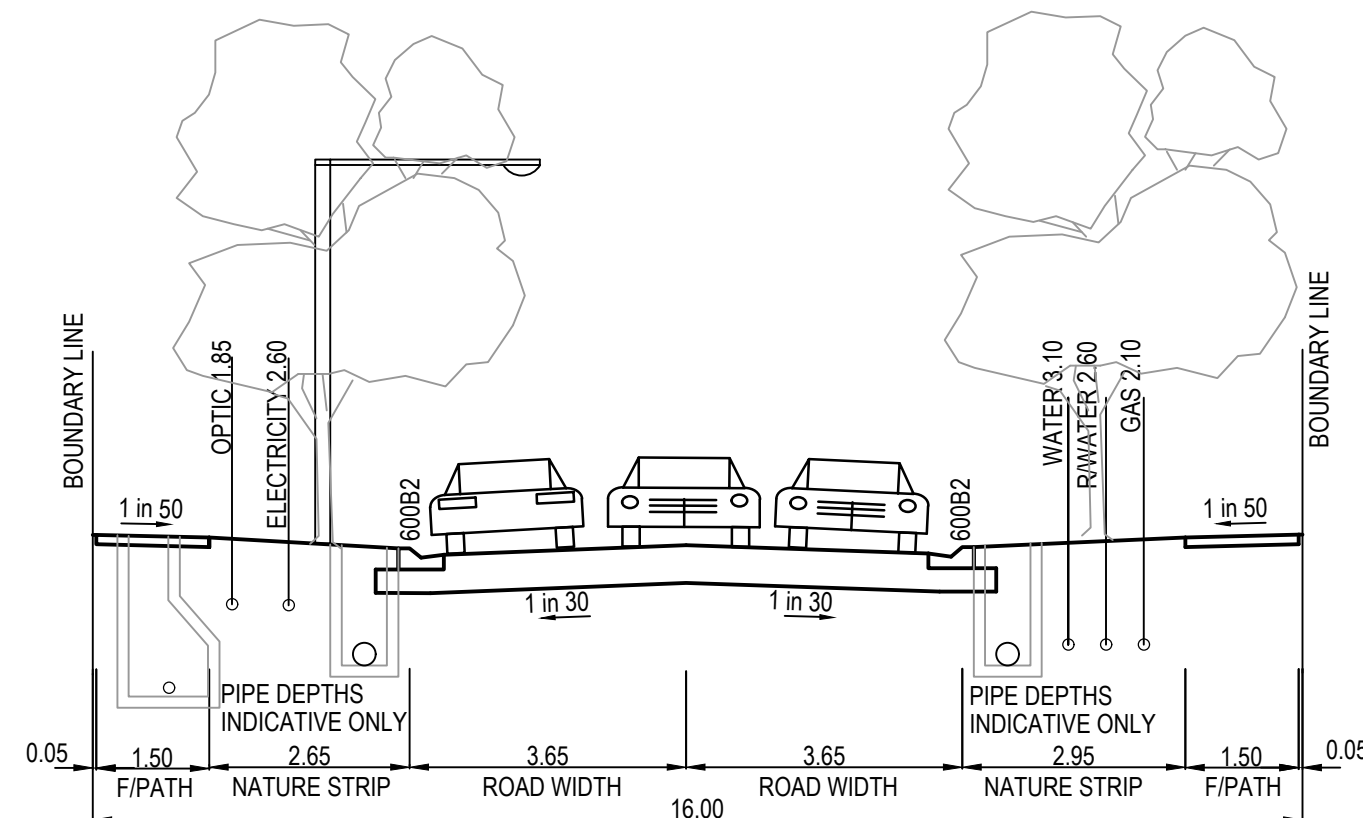 BOUNDARY LINE
OPTIC 1.85
ELECTRICITY 2.60
600B2
WATER 3.10
R/WATER 2.60
GAS 2.10
600B2
BOUNDARY LINE
1 in 50
1 in 50
1 in 30
1 in 30
PIPE DEPTHS
INDICATIVE ONLY
PIPE DEPTHS
INDICATIVE ONLY
0.05
1.50
2.65
3.65
3.65
2.95
1.50
0.05
F/PATH
NATURE STRIP
ROAD WIDTH
ROAD WIDTH
NATURE STRIP
F/PATH
16.00